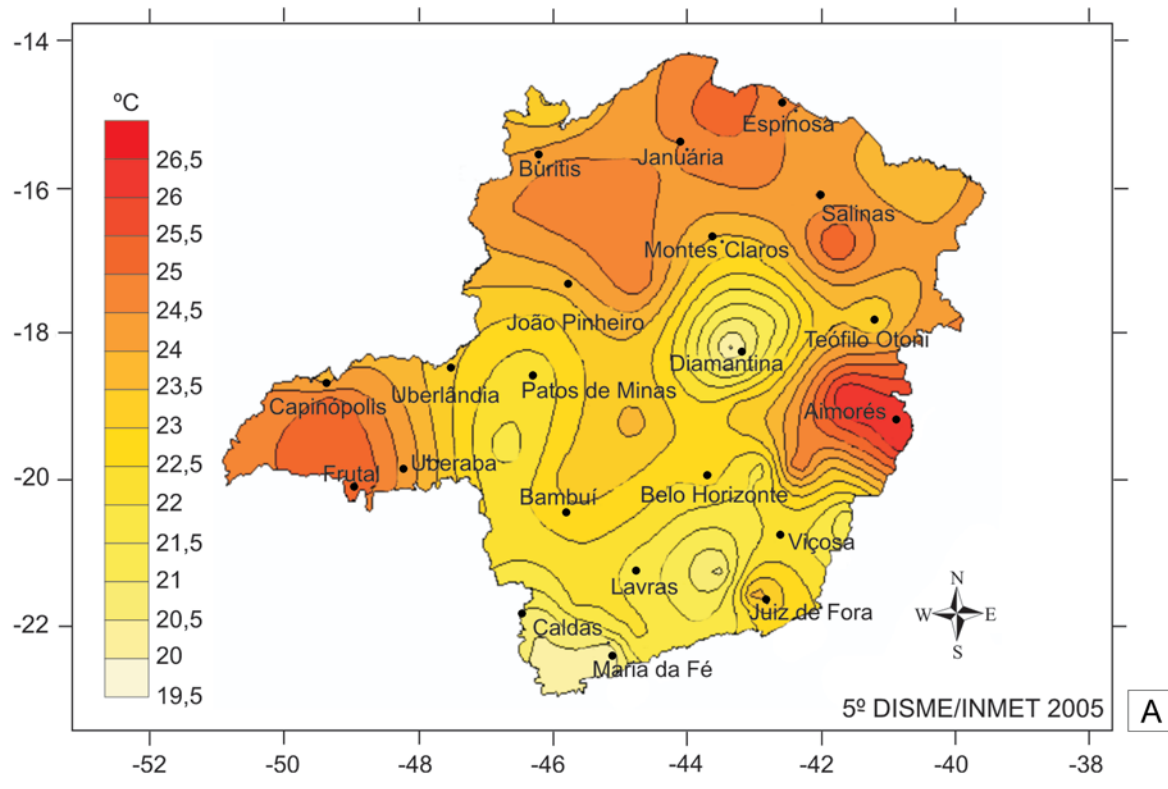 -14
-16
-18
-20
-22
ºC
26,5
26
25,5
25
24,5
24
23,5
23
22,5
22
21,5
21
20,5
20
19,5
Espinosa
Januária
Buritis
Salinas
Montes Claros
João Pinheiro
Teófilo Otoni
Diamantina
Uberlândia
Patos de Minas
Capinópolis
Aimorés
Uberaba
Frutal
Bambuí
Belo Horizonte
Viçosa
Lavras
Juiz de Fora
Caldas
Maria da Fé
N
W
E
S
5º DISME/INMET 2005
A
-52
-50
-48
-46
-44
-42
-40
-38